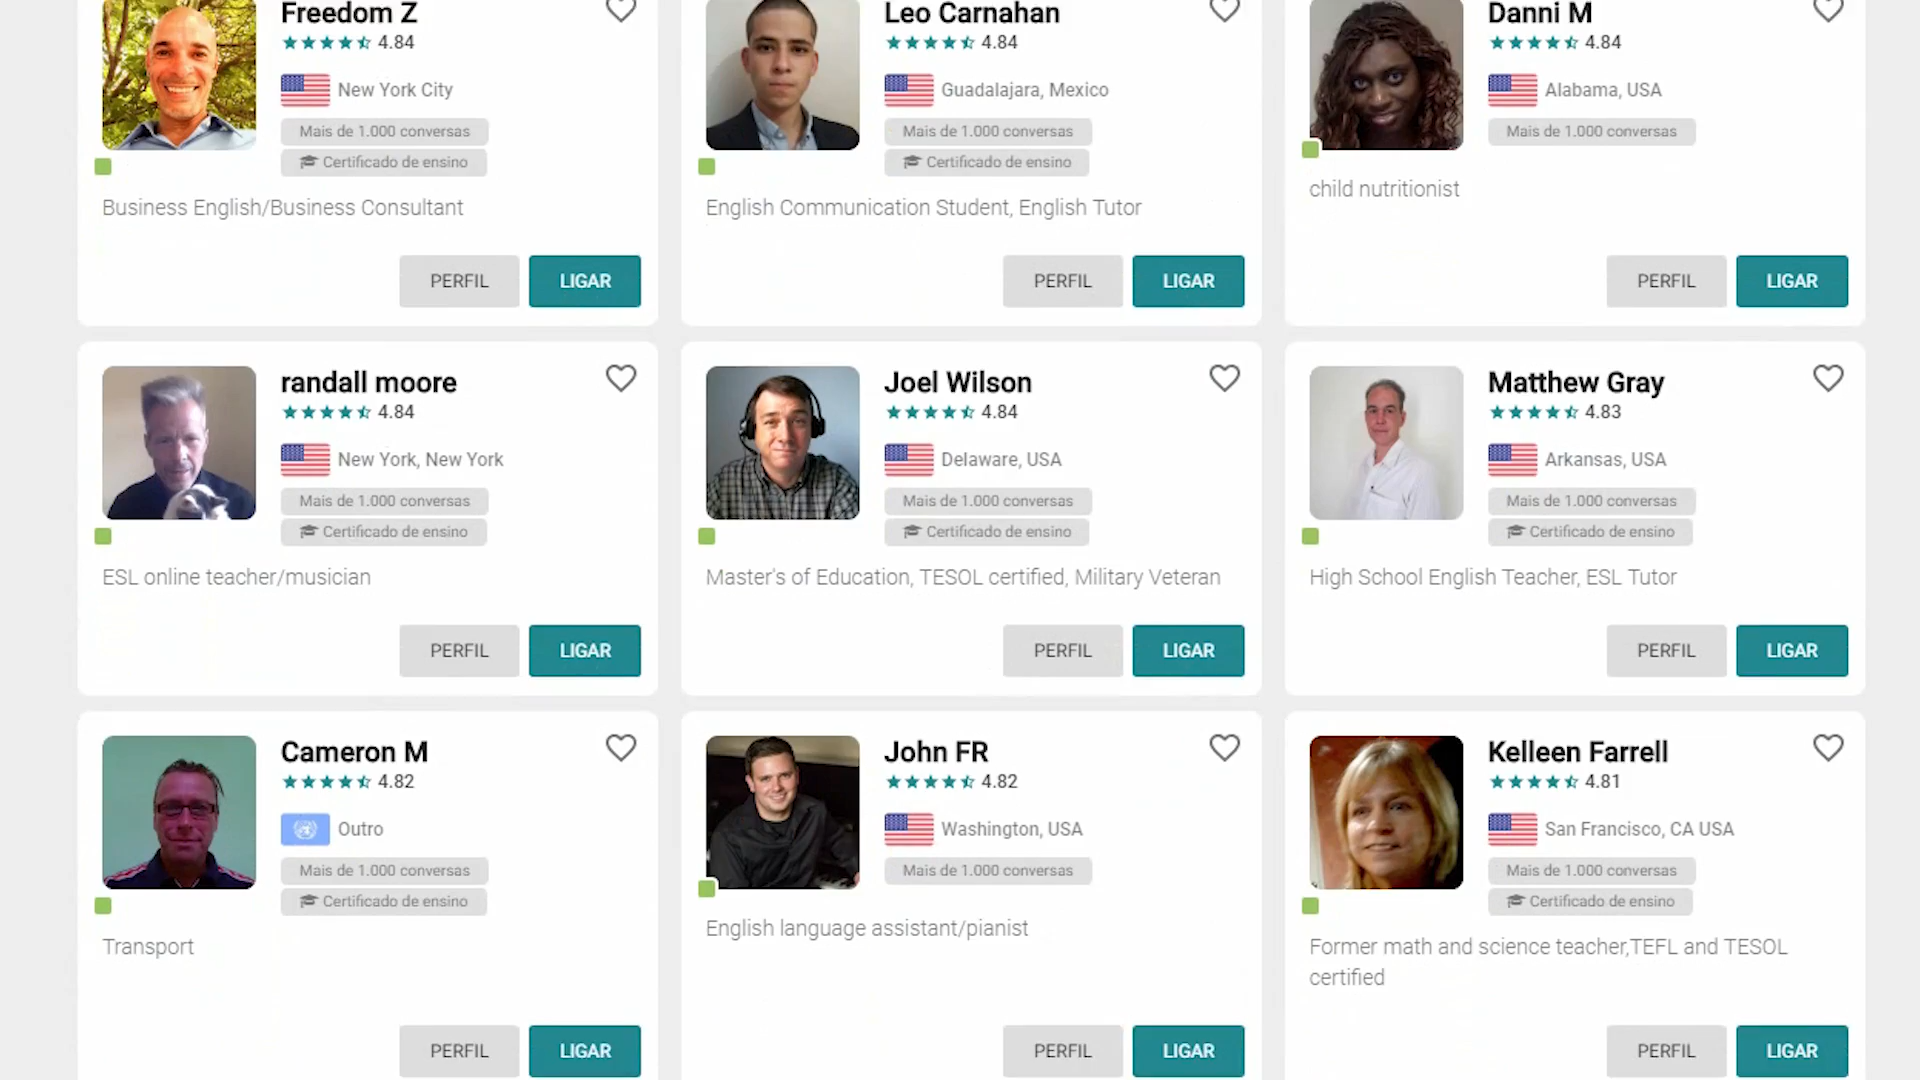 Freedom Z
4.84
New York City
Mais de 1.000 conversas
Certificado de ensino
Business English/Business Consultant
PERFIL
LIGAR
Leo Carnahan
4.84
Guadalajara, Mexico
Mais de 1.000 conversas
Certificado de ensino
English Communication Student, English Tutor
PERFIL
LIGAR
Danni M
4.84
Alabama, USA
Mais de 1.000 conversas
child nutritionist
PERFIL
LIGAR
randall moore
4.84
New York, New York
Mais de 1.000 conversas
Certificado de ensino
ESL online teacher/musician
PERFIL
LIGAR
Joel Wilson
4.84
Delaware, USA
Mais de 1.000 conversas
Certificado de ensino
Master's of Education, TESOL certified, Military Veteran
PERFIL
LIGAR
Matthew Gray
4.83
Arkansas, USA
Mais de 1.000 conversas
Certificado de ensino
High School English Teacher, ESL Tutor
PERFIL
LIGAR
Cameron M
4.82
Outro
Mais de 1.000 conversas
Certificado de ensino
Transport
PERFIL
LIGAR
John FR
4.82
Washington, USA
Mais de 1.000 conversas
English language assistant/pianist
PERFIL
LIGAR
Kelleen Farrell
4.81
San Francisco, CA USA
Mais de 1.000 conversas
Certificado de ensino
Former math and science teacher,TEFL and TESOL
certified
PERFIL
LIGAR